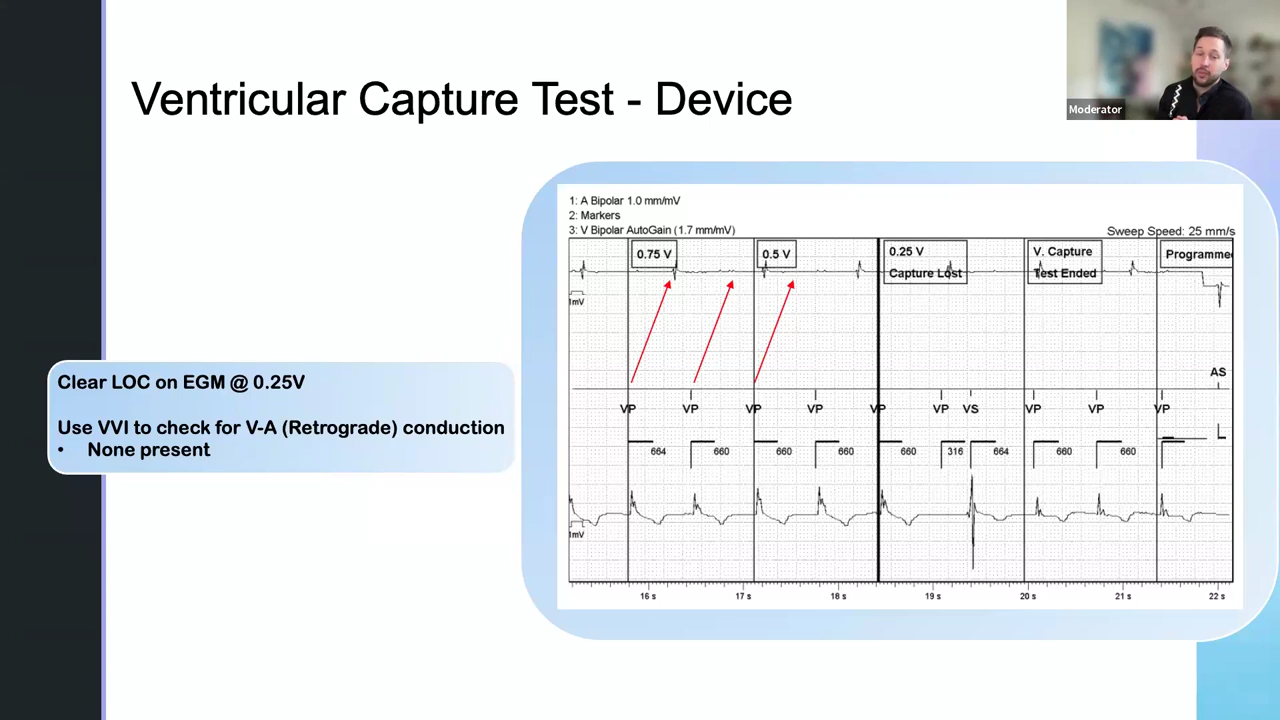 Ventricular Capture Test - Device
Moderator
Clear LOC on EGM @ 0.25V
Use VVI to check for V-A (Retrograde) conduction
• None present
1: A Bipolar 1.0 mm/mV
2: Markers
3: V Bipolar AutoGain (1.7 mm/mV)
Sweep Speed: 25 mm/s
0.75 V
0.5 V
0.25 V
Capture Lost
V. Capture
Test Ended
Programme
1mV
AS
VP VP VP VP VP VP VS VP VP VP
664 660 660 660 660 316 664 660 660
1mV
16 s 17 s 18 s 19 s 20 s 21 s 22 s